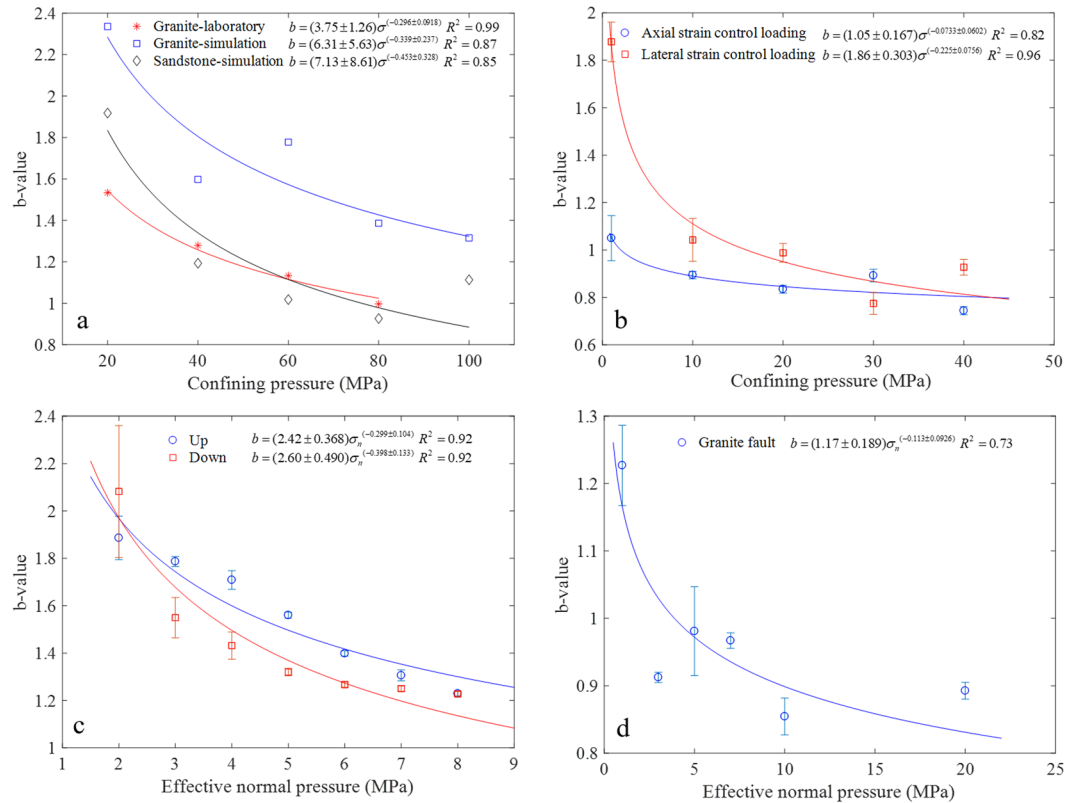 Granite-laboratory b = (3.75±1.26)σ^(-0.296±0.0918) R² = 0.99
Granite-simulation b = (6.31±5.63)σ^(-0.339±0.237) R² = 0.87
Sandstone-simulation b = (7.13±8.61)σ^(-0.453±0.328) R² = 0.85
2.4
2.2
2
1.8
1.6
1.4
1.2
1
0.8
b-value
a
20 40 60 80 100
Confining pressure (MPa)
Axial strain control loading b = (1.05±0.167)σ^(-0.0733±0.0602) R² = 0.82
Lateral strain control loading b = (1.86±0.303)σ^(-0.225±0.0756) R² = 0.96
2
1.8
1.6
1.4
1.2
1
0.8
0.6
b-value
b
0 10 20 30 40 50
Confining pressure (MPa)
Up b = (2.42±0.368)σₙ^(-0.299±0.104) R² = 0.92
Down b = (2.60±0.490)σₙ^(-0.398±0.133) R² = 0.92
2.4
2.2
2
1.8
1.6
1.4
1.2
1
b-value
c
1 2 3 4 5 6 7 8 9
Effective normal pressure (MPa)
Granite fault b = (1.17±0.189)σₙ^(-0.113±0.0926) R² = 0.73
1.3
1.2
1.1
1
0.9
0.8
b-value
d
0 5 10 15 20 25
Effective normal pressure (MPa)